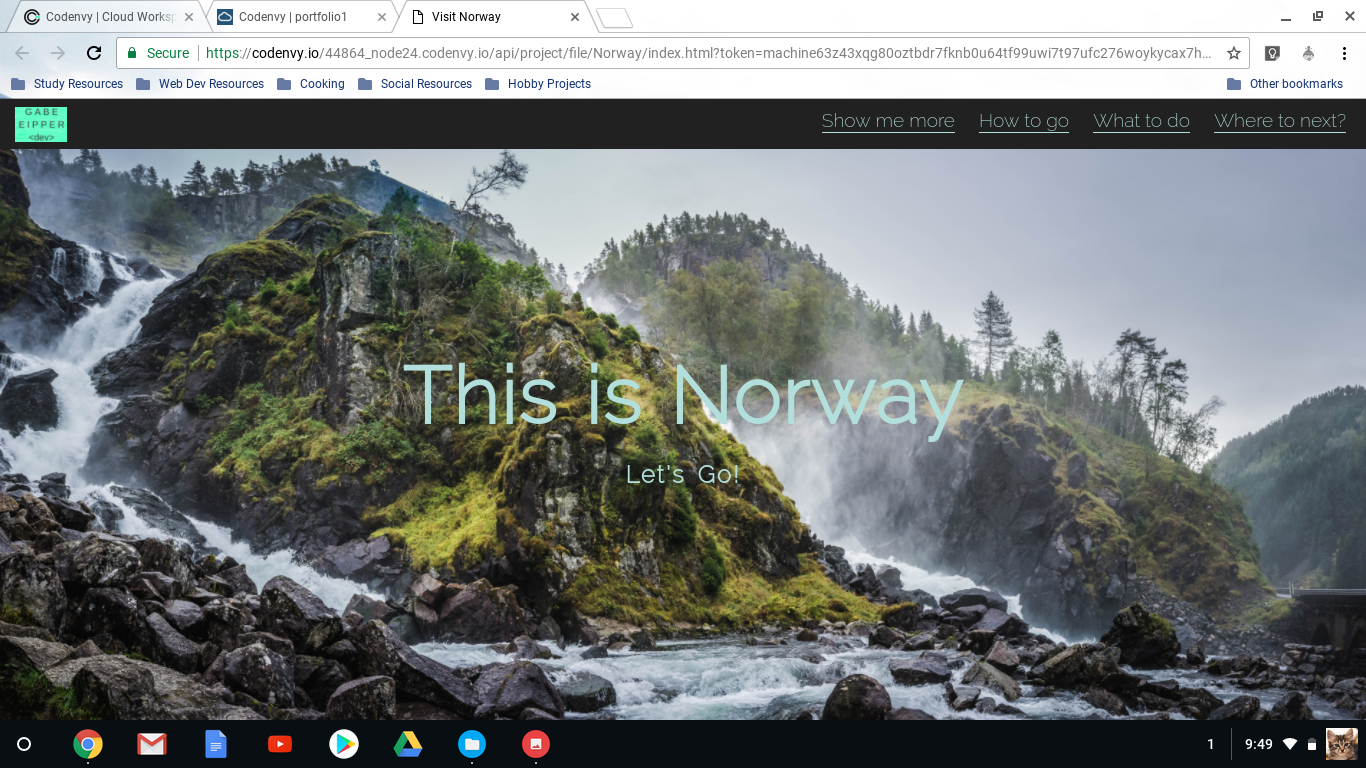 Codenvy | Cloud Worksp
Codenvy | portfolio1
Visit Norway
Secure
https://codenvy.io/44864_node24.codenvy.io/api/project/file/Norway/index.html?token=machine63z43xqg80oztbdr7fknb0u64tf99uwi7t97ufc276woykycax7h...
Study Resources
Web Dev Resources
Cooking
Social Resources
Hobby Projects
Other bookmarks
GABE
EIPPER
<dev>
Show me more
How to go
What to do
Where to next?
This is Norway
Let's Go!
1
9:49